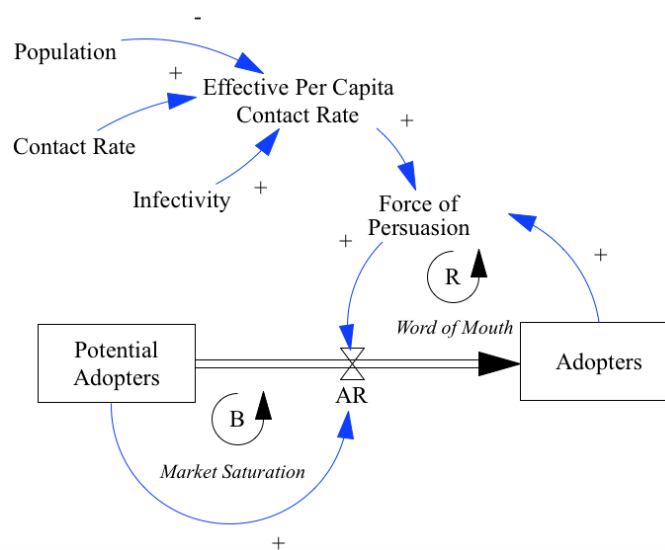 -
Population
+
Effective Per Capita
Contact Rate
+
Contact Rate
+
Infectivity
Force of
Persuasion
+
+
R
Word of Mouth
Potential
Adopters
Adopters
AR
B
Market Saturation
+